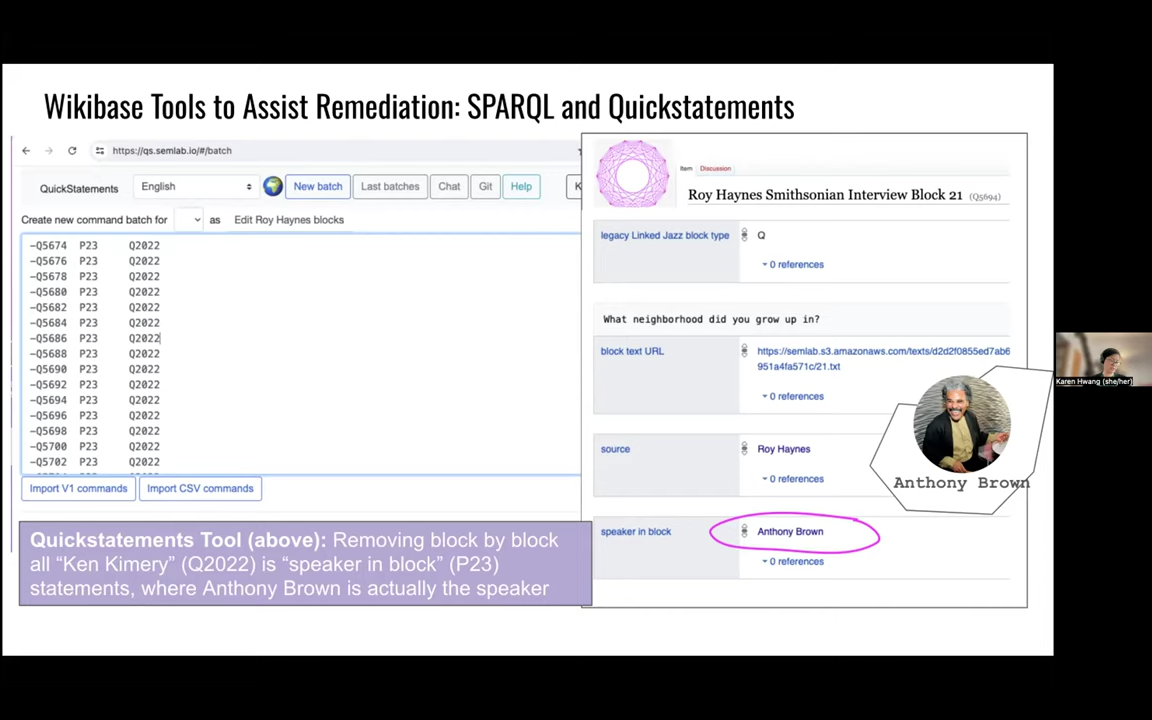 Wikibase Tools to Assist Remediation: SPARQL and Quickstatements
https://qs.semlab.io/#/batch
QuickStatements
English
New batch
Last batches
Chat
Git
Help
K
Create new command batch for
as
Edit Roy Haynes blocks
-Q5674 P23 Q2022
-Q5676 P23 Q2022
-Q5678 P23 Q2022
-Q5680 P23 Q2022
-Q5682 P23 Q2022
-Q5684 P23 Q2022
-Q5686 P23 Q2022
-Q5688 P23 Q2022
-Q5690 P23 Q2022
-Q5692 P23 Q2022
-Q5694 P23 Q2022
-Q5696 P23 Q2022
-Q5698 P23 Q2022
-Q5700 P23 Q2022
-Q5702 P23 Q2022
Import V1 commands
Import CSV commands
Quickstatements Tool (above): Removing block by block
all “Ken Kimery” (Q2022) is “speaker in block” (P23)
statements, where Anthony Brown is actually the speaker
Item
Discussion
Roy Haynes Smithsonian Interview Block 21 (Q5694)
legacy Linked Jazz block type
Q
0 references
What neighborhood did you grow up in?
block text URL
https://semlab.s3.amazonaws.com/texts/d2d2f0855ed7ab6
951a4fa571c/21.txt
0 references
source
Roy Haynes
0 references
speaker in block
Anthony Brown
0 references
Anthony Brown
Karen Hwang (she/her)